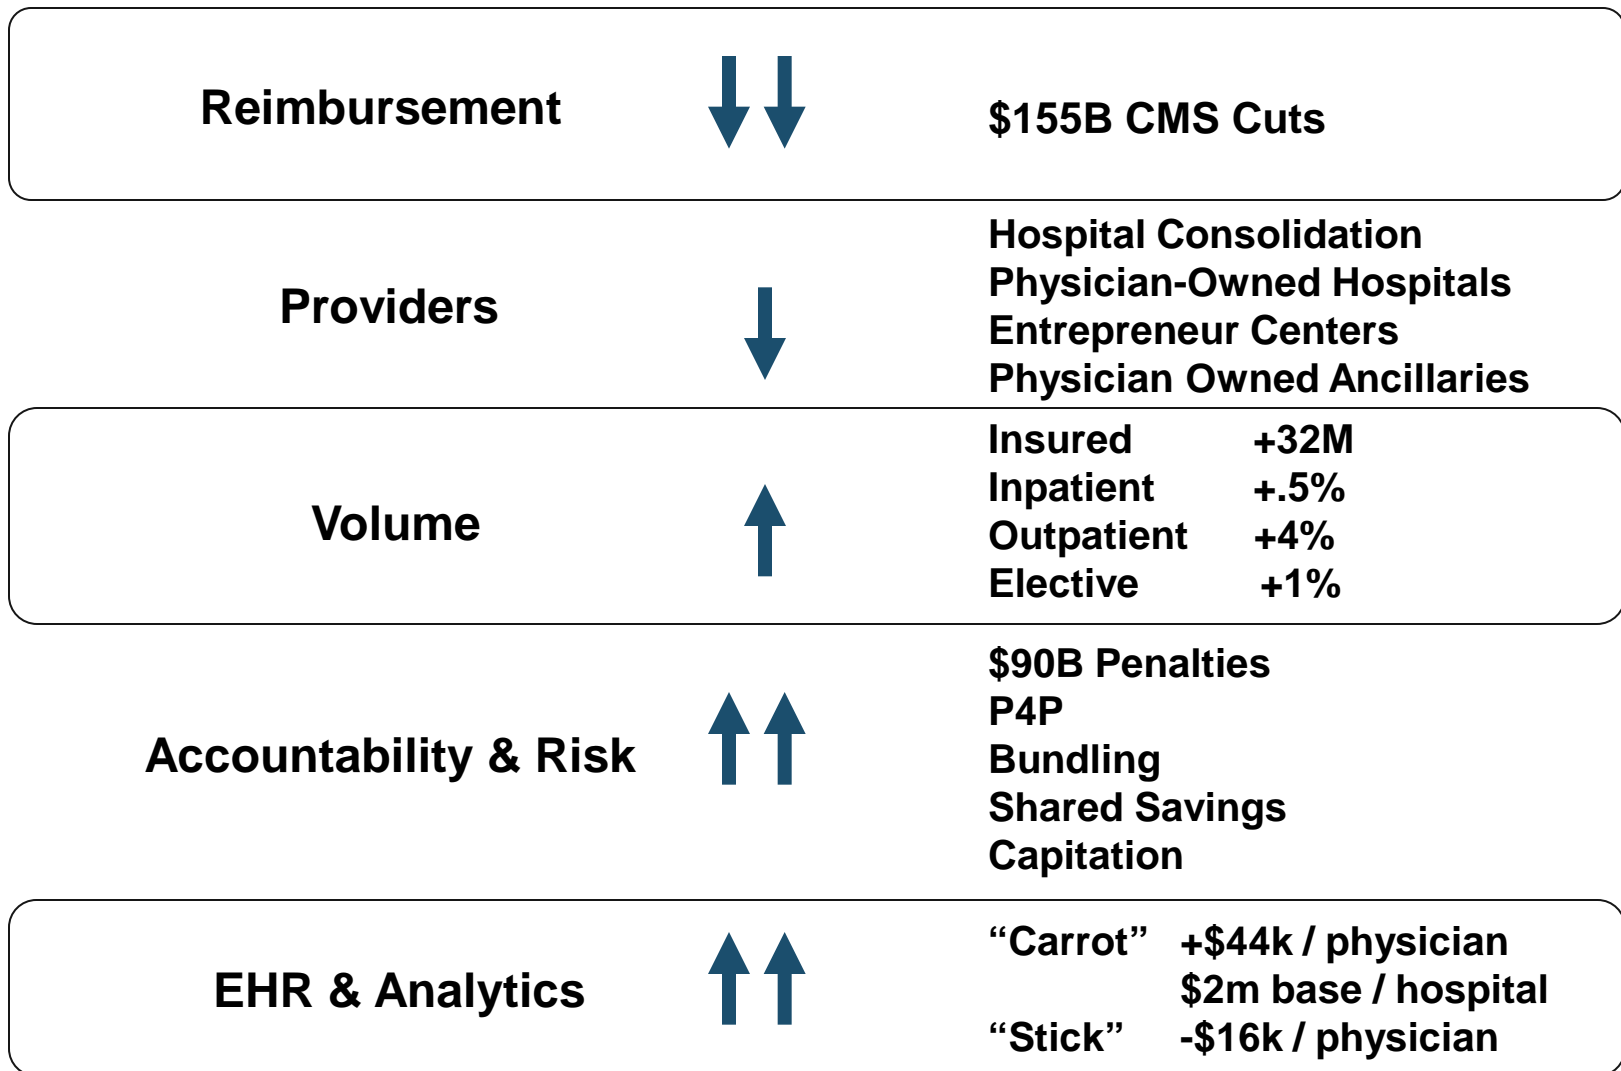 Reimbursement
$155B CMS Cuts
Providers
Hospital Consolidation
Physician-Owned Hospitals
Entrepreneur Centers
Physician Owned Ancillaries
Volume
Insured +32M
Inpatient +.5%
Outpatient +4%
Elective +1%
Accountability & Risk
$90B Penalties
P4P
Bundling
Shared Savings
Capitation
EHR & Analytics
“Carrot” +$44k / physician
$2m base / hospital
“Stick” -$16k / physician